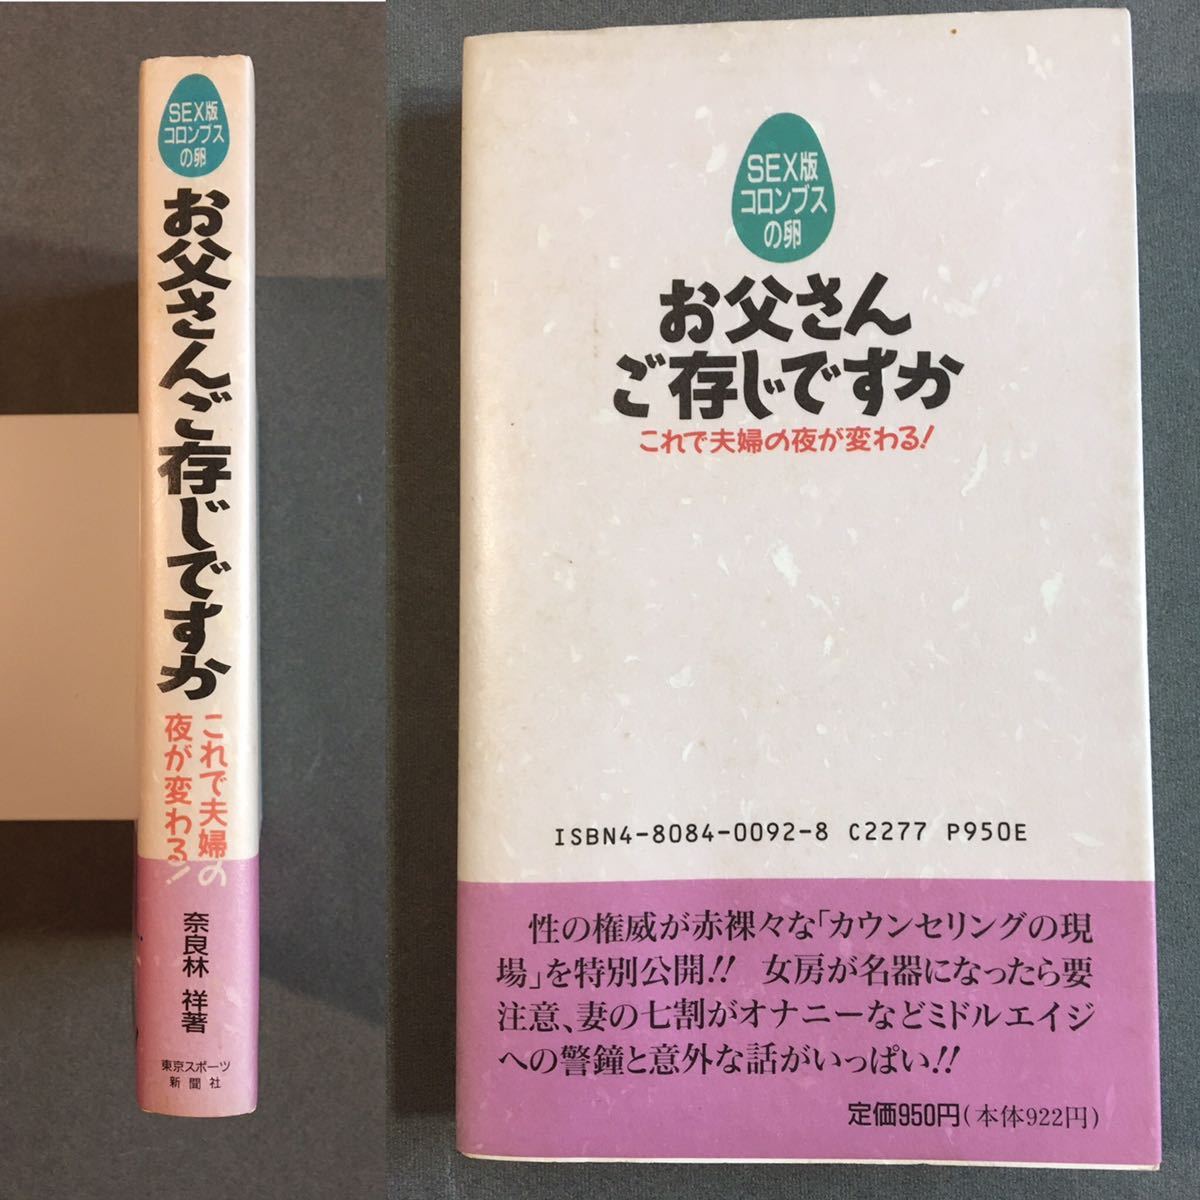 SEX版
コロンブス
の卵
お父さんご存じですか
これで夫婦の
夜が変わる!
奈良林 祥著
東京スポーツ
新聞社
SEX版
コロンブス
の卵
お父さん
ご存じですか
これで夫婦の夜が変わる!
ISBN4-8084-0092-8 C2277 P950E
性の権威が赤裸々な「カウンセリングの現
場」を特別公開!! 女房が名器になったら要
注意、妻の七割がオナニーなどミドルエイジ
への警鐘と意外な話がいっぱい!!
定価950円(本体922円)